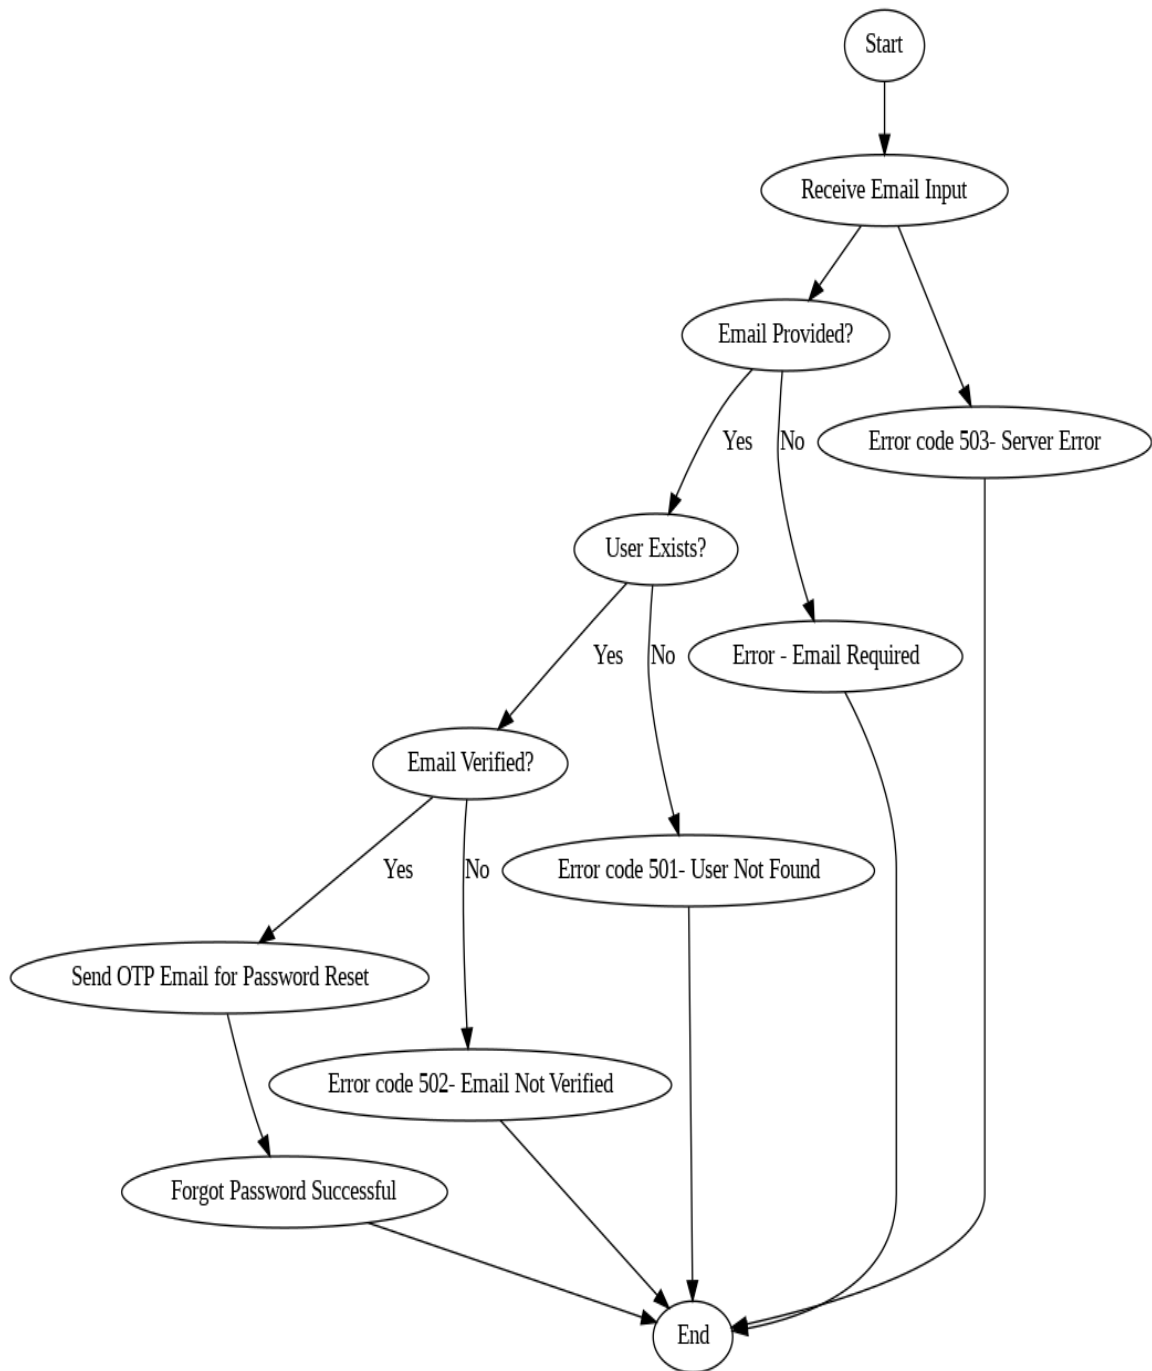 Start
Receive Email Input
Email Provided?
Yes
No
Error code 503- Server Error
User Exists?
Yes
No
Error - Email Required
Email Verified?
Yes
No
Error code 501- User Not Found
Send OTP Email for Password Reset
Error code 502- Email Not Verified
Forgot Password Successful
End